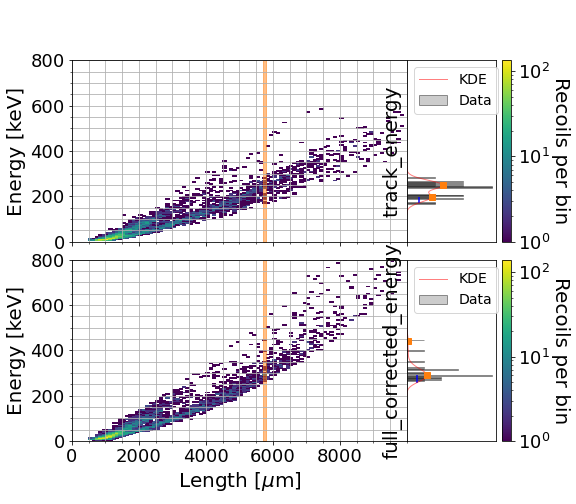 800
600
400
200
0
Energy [keV]
track_energy
KDE
Data
10²
10¹
10⁰
Recoils per bin
800
600
400
200
0
Energy [keV]
full_corrected_energy
KDE
Data
10²
10¹
10⁰
Recoils per bin
0 2000 4000 6000 8000
Length [μm]